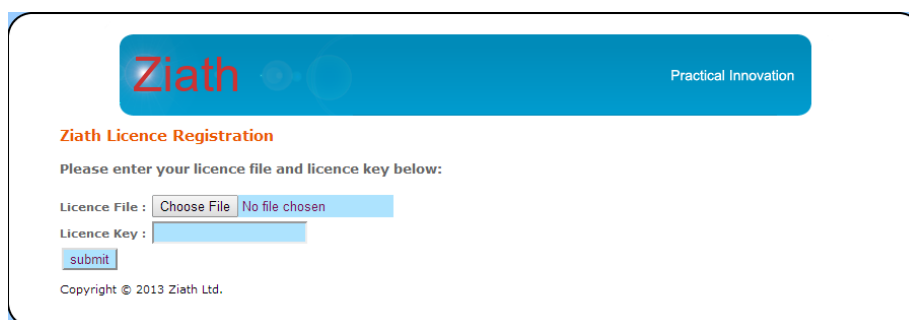 Ziath
Practical Innovation
Ziath Licence Registration
Please enter your licence file and licence key below:
Licence File : Choose File No file chosen
Licence Key :
submit
Copyright © 2013 Ziath Ltd.